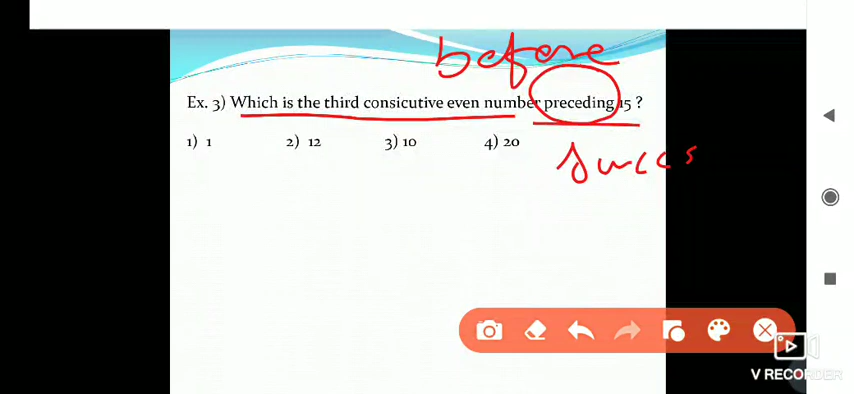 before
Ex. 3) Which is the third consicutive even number preceding 15 ?
1) 1 2) 12 3) 10 4) 20
succs
V RECORDER